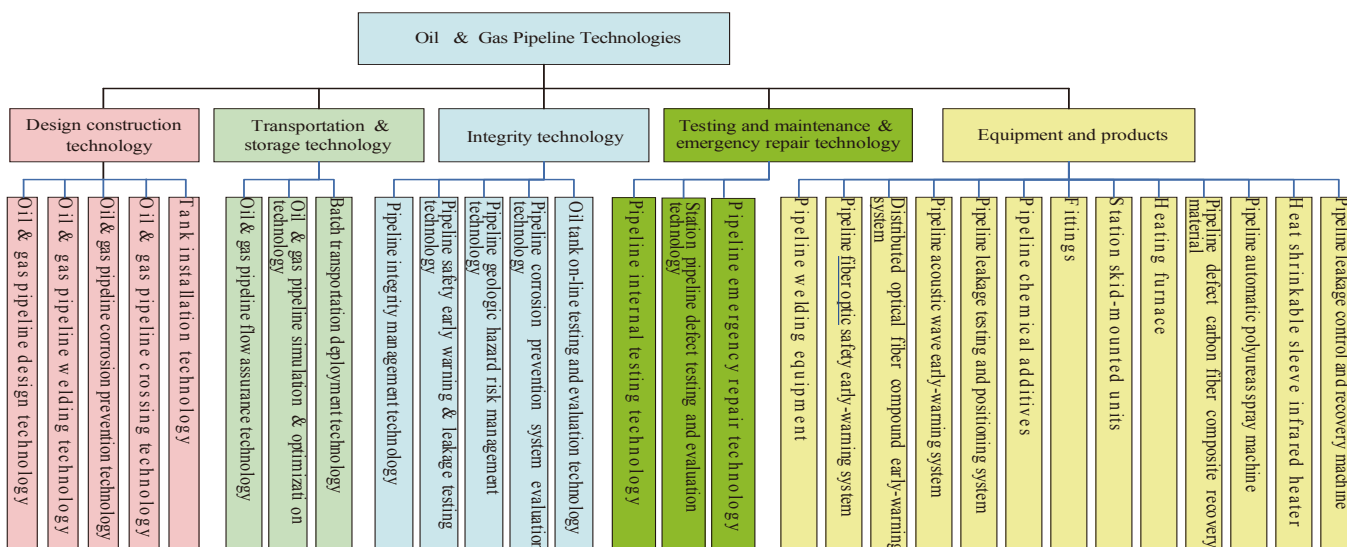 Oil & Gas Pipeline Technologies
Design construction
technology
Transportation &
storage technology
Integrity technology
Testing and maintenance &
emergency repair technology
Equipment and products
Oil & gas pipeline design technology
Oil & gas pipeline welding technology
Oil & gas pipeline corrosion prevention technology
Oil & gas pipeline crossing technology
Tank installation technology
Oil & gas pipeline flow assurance technology
Oil & gas pipeline simulation & optimization
technology
Batch transportation deployment technology
Pipeline integrity management technology
Pipeline safety early warning & leakage testing
technology
Pipeline geologic hazard risk management
technology
Pipeline corrosion prevention system evaluation
technology
Oil tank on-line testing and evaluation technology
Pipeline internal testing technology
Station pipeline defect testing and evaluation
technology
Pipeline emergency repair technology
Pipeline welding equipment
Pipeline fiber optic safety early-warning system
Distributed optical fiber compound early-warning
system
Pipeline acoustic wave early-warning system
Pipeline leakage testing and positioning system
Pipeline chemical additives
Fittings
Station skid-mounted units
Heating furnace
Pipeline defect carbon fiber composite recovery
material
Pipeline automatic polyureas spray machine
Heat shrinkable sleeve infrared heater
Pipeline leakage control and recovery machine